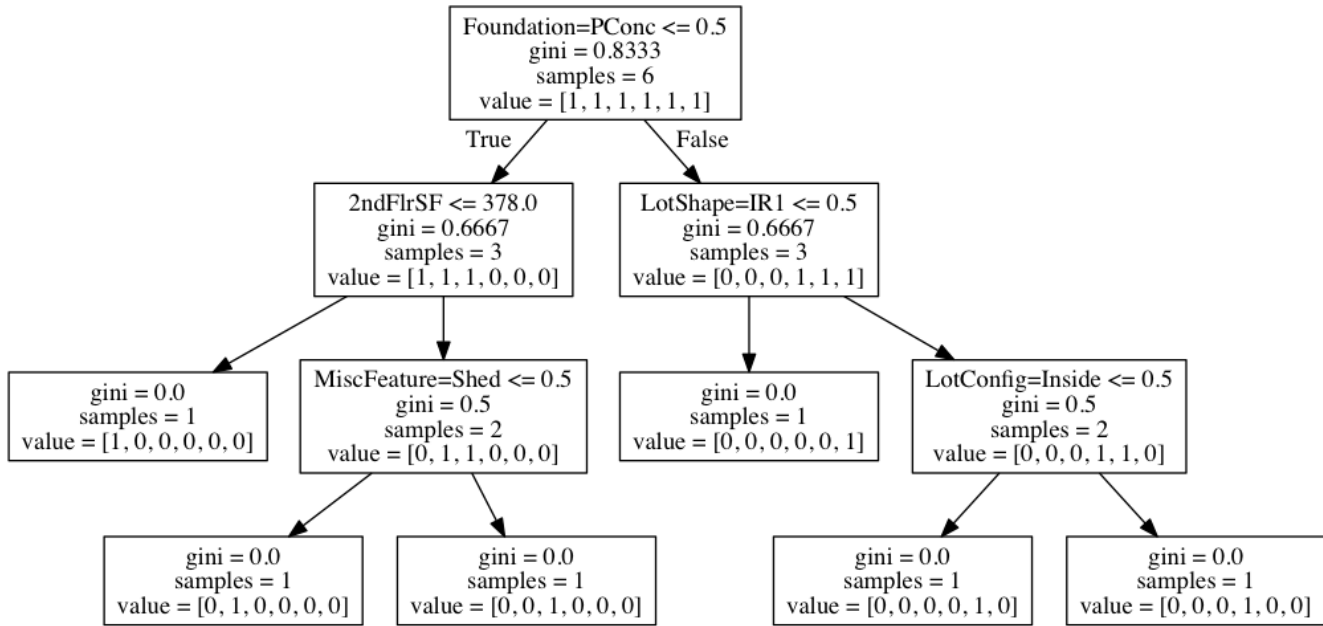 Foundation=PConc <= 0.5
gini = 0.8333
samples = 6
value = [1, 1, 1, 1, 1, 1]
True
False
2ndFlrSF <= 378.0
gini = 0.6667
samples = 3
value = [1, 1, 1, 0, 0, 0]
LotShape=IR1 <= 0.5
gini = 0.6667
samples = 3
value = [0, 0, 0, 1, 1, 1]
gini = 0.0
samples = 1
value = [1, 0, 0, 0, 0, 0]
MiscFeature=Shed <= 0.5
gini = 0.5
samples = 2
value = [0, 1, 1, 0, 0, 0]
gini = 0.0
samples = 1
value = [0, 0, 0, 0, 0, 1]
LotConfig=Inside <= 0.5
gini = 0.5
samples = 2
value = [0, 0, 0, 1, 1, 0]
gini = 0.0
samples = 1
value = [0, 1, 0, 0, 0, 0]
gini = 0.0
samples = 1
value = [0, 0, 1, 0, 0, 0]
gini = 0.0
samples = 1
value = [0, 0, 0, 0, 1, 0]
gini = 0.0
samples = 1
value = [0, 0, 0, 1, 0, 0]